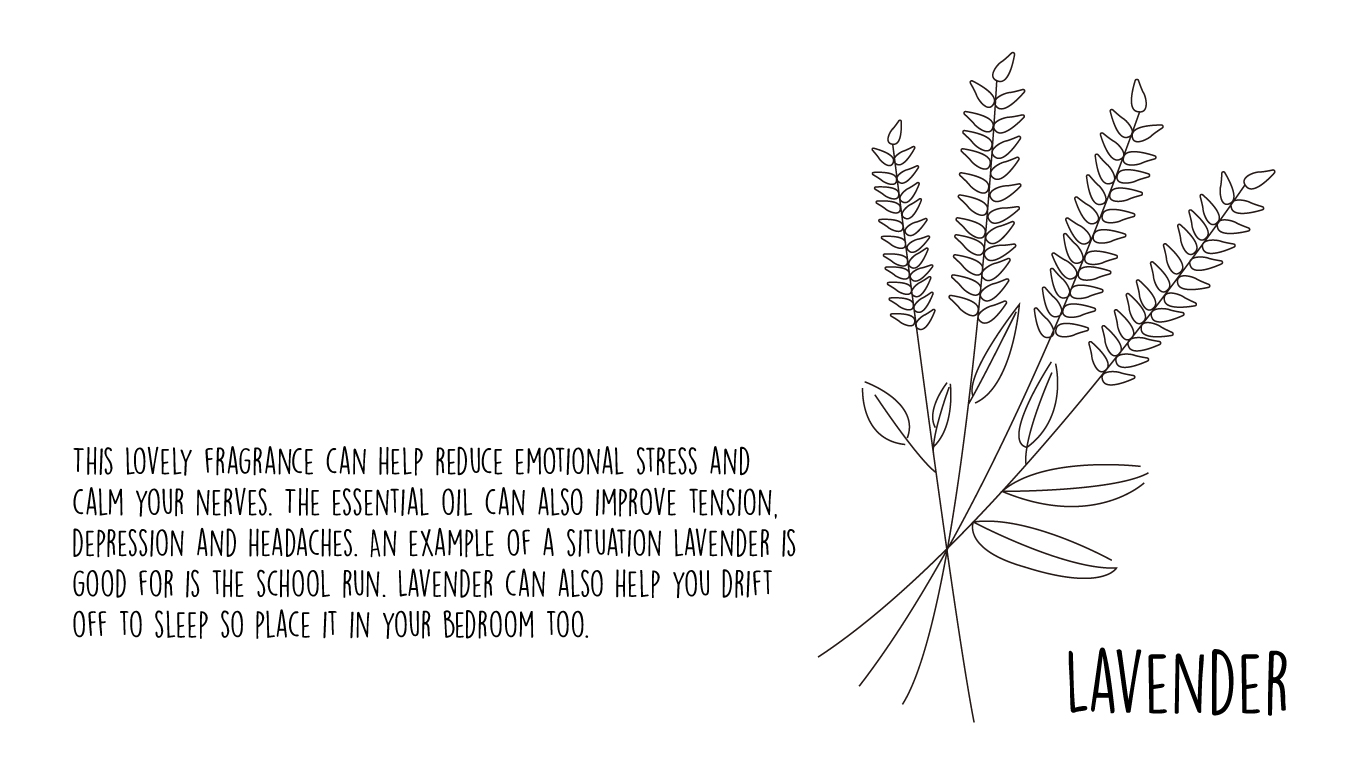 THIS LOVELY FRAGRANCE CAN HELP REDUCE EMOTIONAL STRESS AND
CALM YOUR NERVES. THE ESSENTIAL OIL CAN ALSO IMPROVE TENSION,
DEPRESSION AND HEADACHES. AN EXAMPLE OF A SITUATION LAVENDER IS
GOOD FOR IS THE SCHOOL RUN. LAVENDER CAN ALSO HELP YOU DRIFT
OFF TO SLEEP SO PLACE IT IN YOUR BEDROOM TOO.
LAVENDER